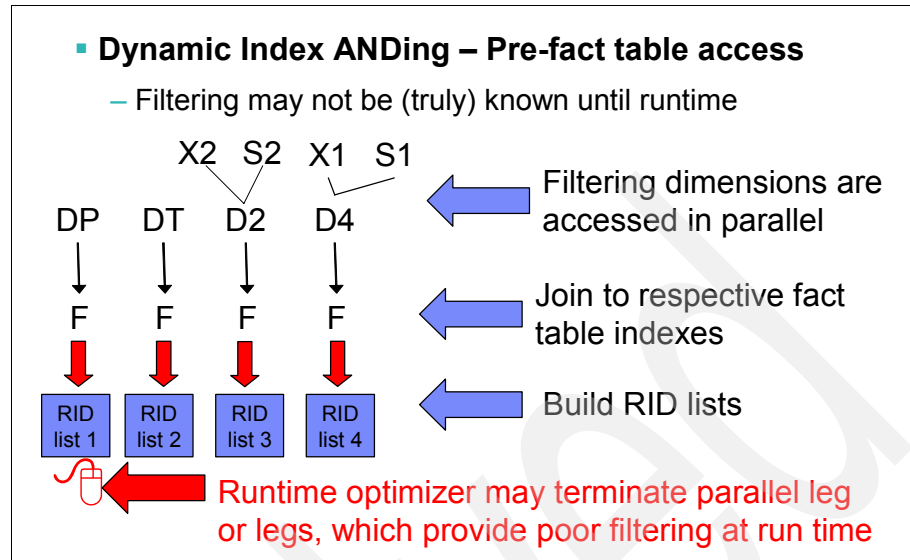 ▪ Dynamic Index ANDing – Pre-fact table access
– Filtering may not be (truly) known until runtime
X2 S2 X1 S1
Filtering dimensions are
accessed in parallel
DP DT D2 D4
Join to respective fact
table indexes
F F F F
Build RID lists
RID list 1
RID list 2
RID list 3
RID list 4
Runtime optimizer may terminate parallel leg
or legs, which provide poor filtering at run time